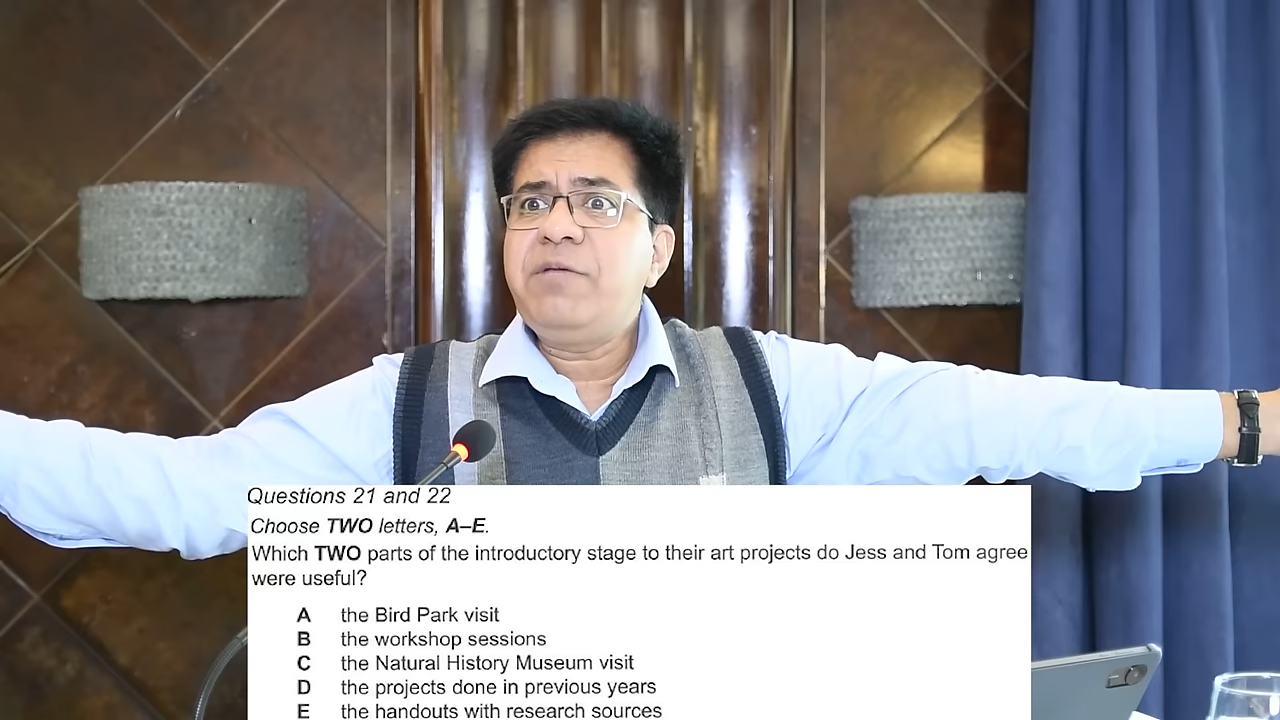 Questions 21 and 22
Choose TWO letters, A–E.
Which TWO parts of the introductory stage to their art projects do Jess and Tom agree
were useful?
A the Bird Park visit
B the workshop sessions
C the Natural History Museum visit
D the projects done in previous years
E the handouts with research sources